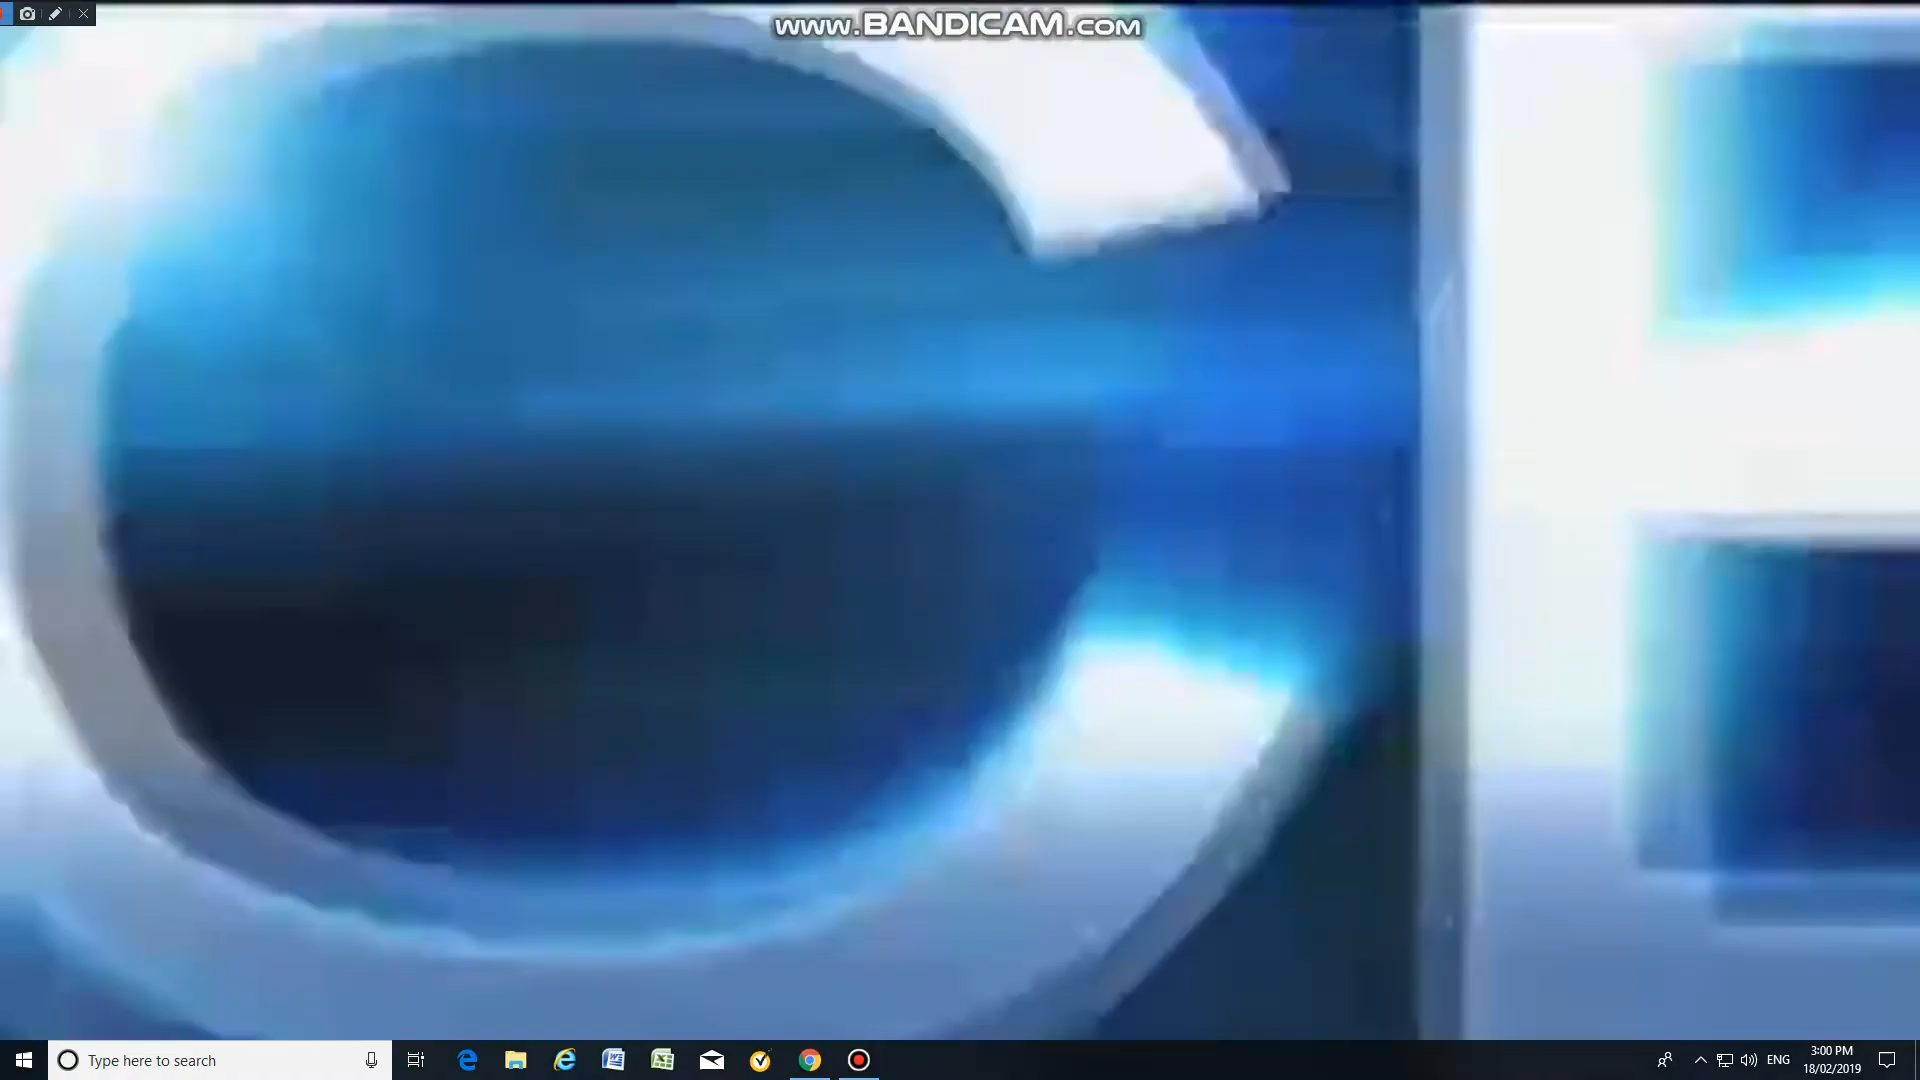 www.BANDICAM.com
C
Type here to search
ENG
3:00 PM
18/02/2019